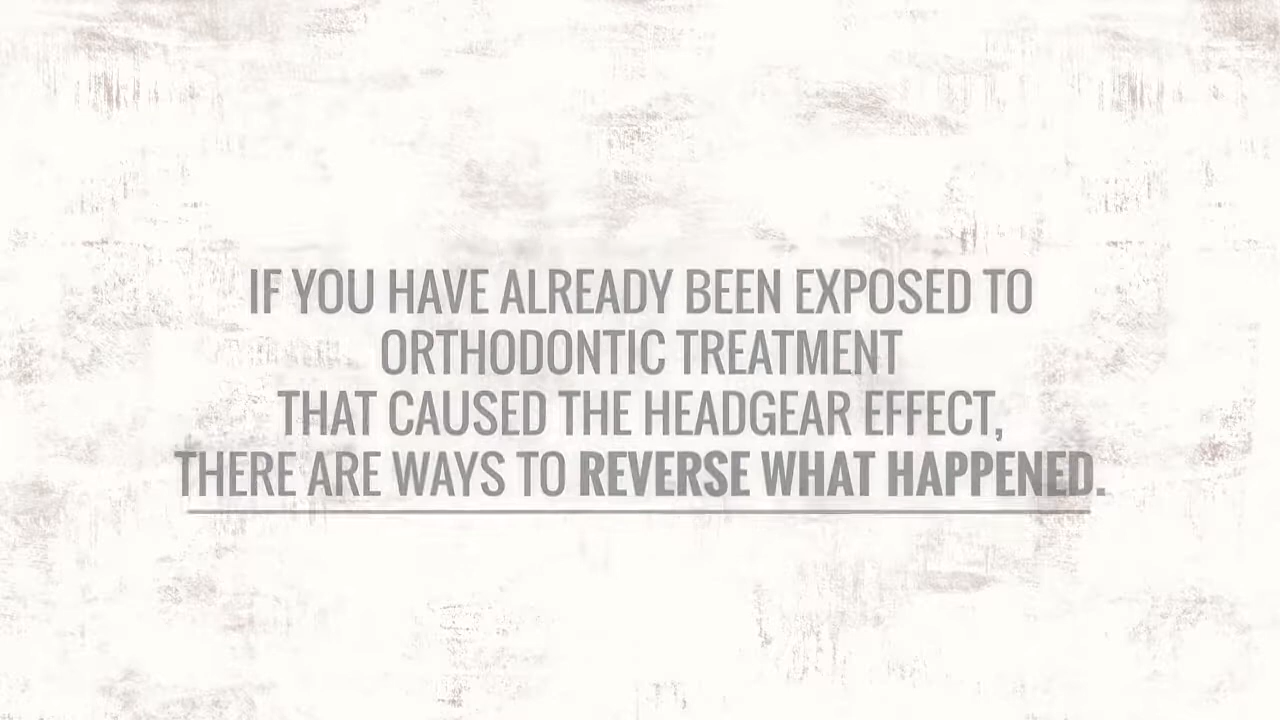 IF YOU HAVE ALREADY BEEN EXPOSED TO
ORTHODONTIC TREATMENT
THAT CAUSED THE HEADGEAR EFFECT,
THERE ARE WAYS TO REVERSE WHAT HAPPENED.